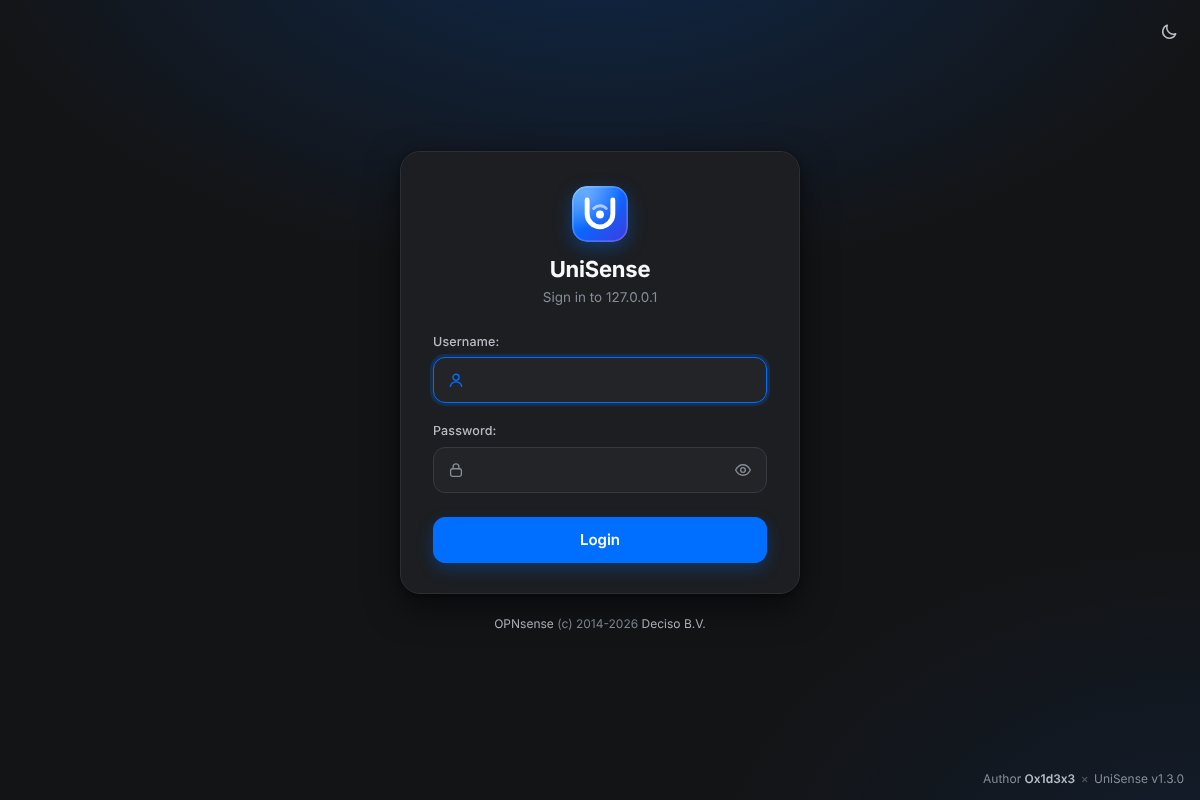 UniSense
Sign in to 127.0.0.1
Username:
Password:
Login
OPNsense (c) 2014-2026 Deciso B.V.
Author Ox1d3x3 × UniSense v1.3.0